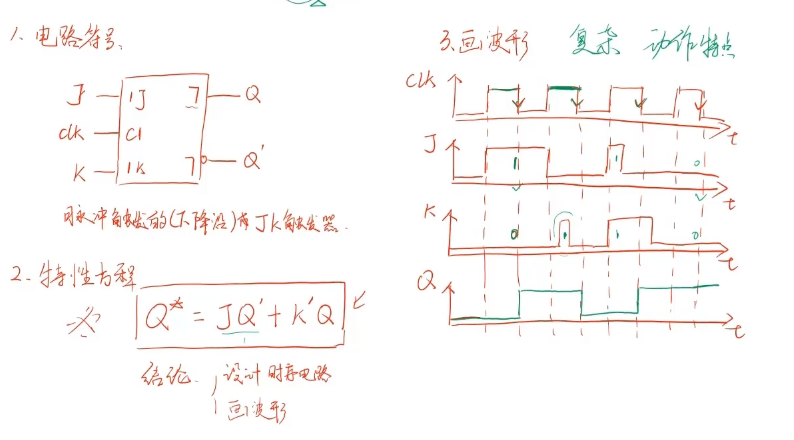 1、电路符号、
J 1J ㄱ Q
clk C1
K 1K ㄱ Q'
脉冲触发的(下降沿) JK触发器.
2、特性方程
Q* = JQ' + K'Q
结论. 设计时序电路
画波形
3、画波形 复杂 动作特点
CLK
t
J 1 1 0
t
K 0 1 1 0
t
Q
t